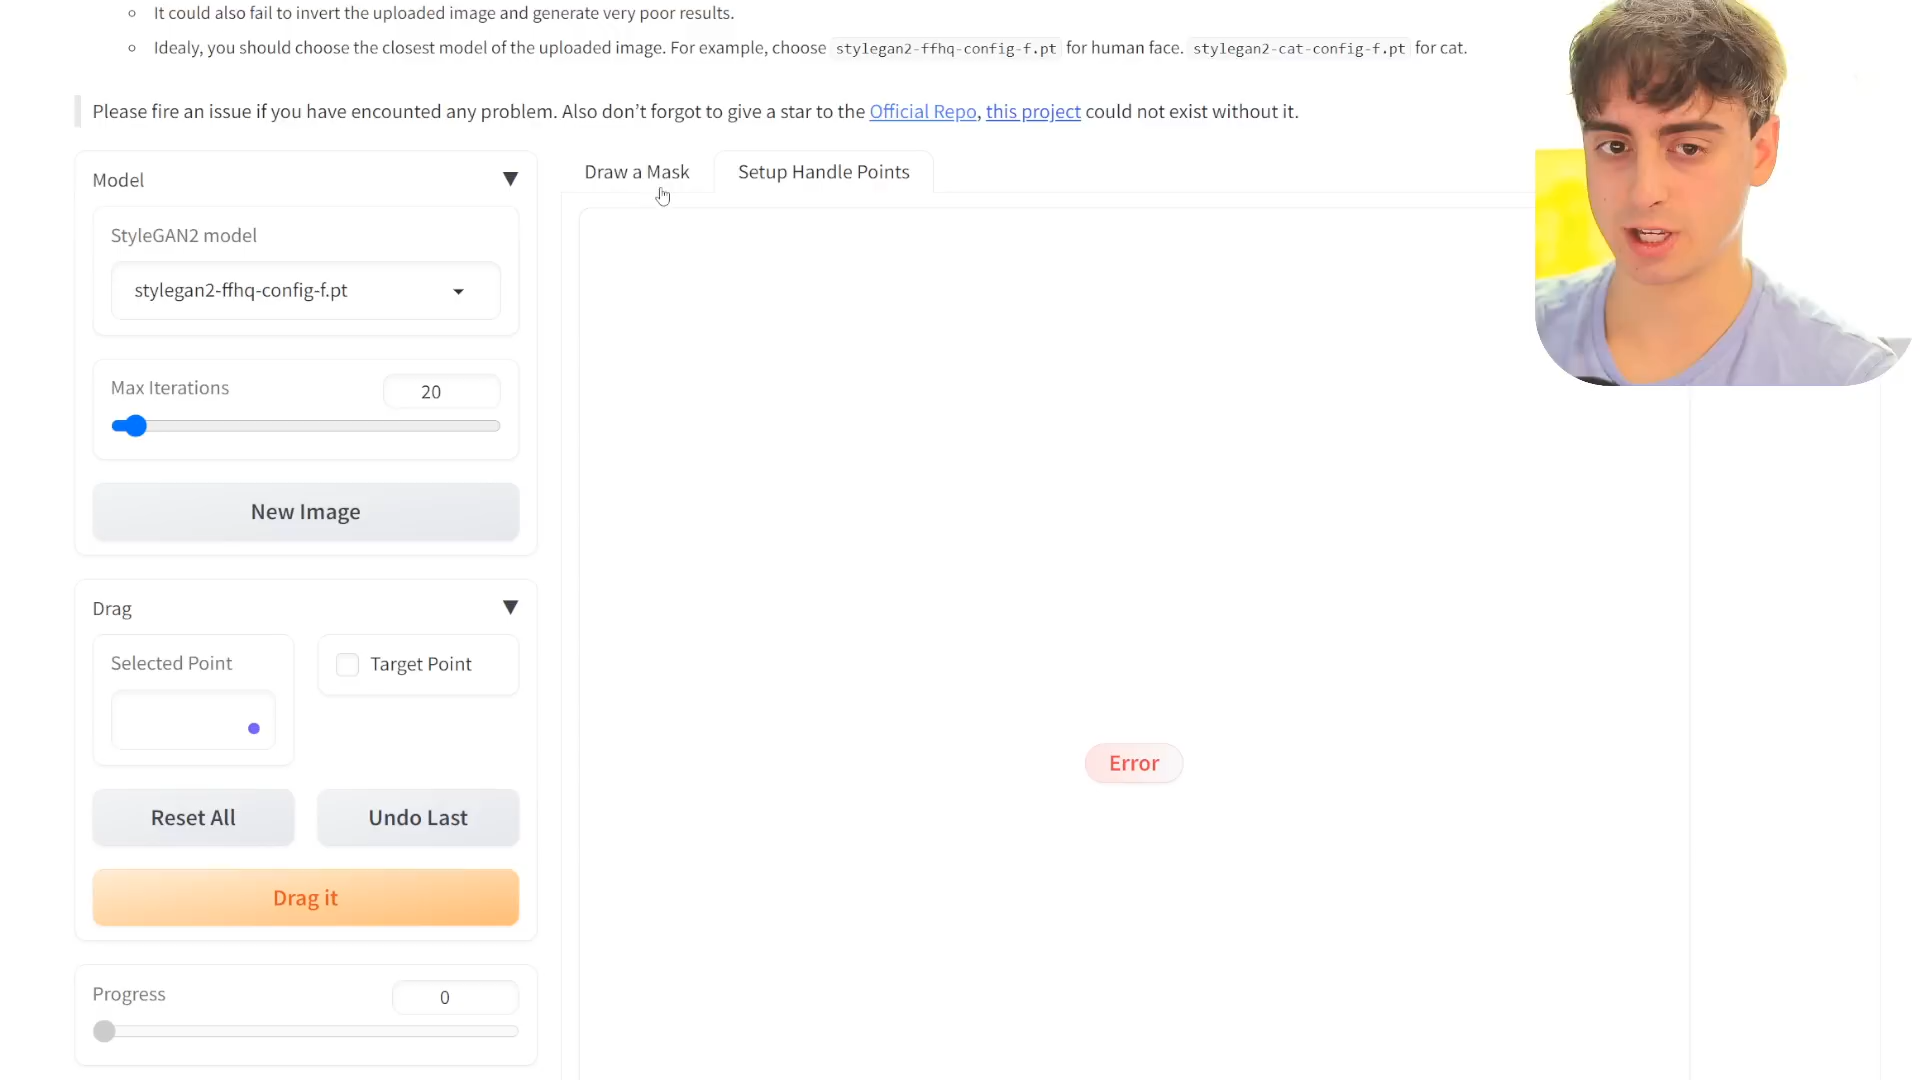 It could also fail to invert the uploaded image and generate very poor results.
Idealy, you should choose the closest model of the uploaded image. For example, choose stylegan2-ffhq-config-f.pt for human face. stylegan2-cat-config-f.pt for cat.
Please fire an issue if you have encounted any problem. Also don't forgot to give a star to the Official Repo, this project could not exist without it.
Model
StyleGAN2 model
stylegan2-ffhq-config-f.pt
Max Iterations
20
New Image
Drag
Selected Point
Target Point
Reset All
Undo Last
Drag it
Progress
0
Draw a Mask
Setup Handle Points
Error